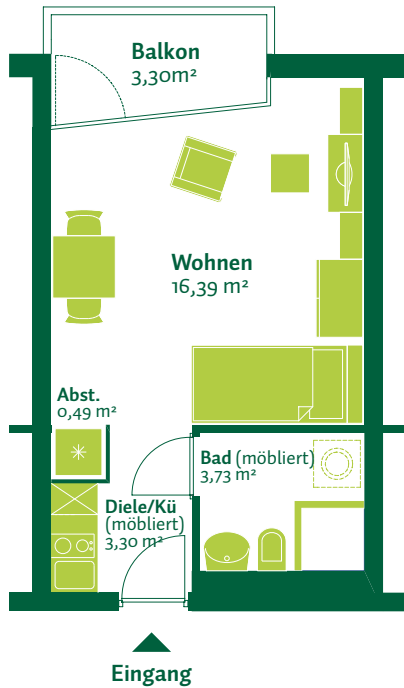 Balkon
3,30m²
Wohnen
16,39 m²
Abst.
0,49 m²
Bad (möbliert)
3,73 m²
Diele/Kü
(möbliert)
3,30 m²
Eingang